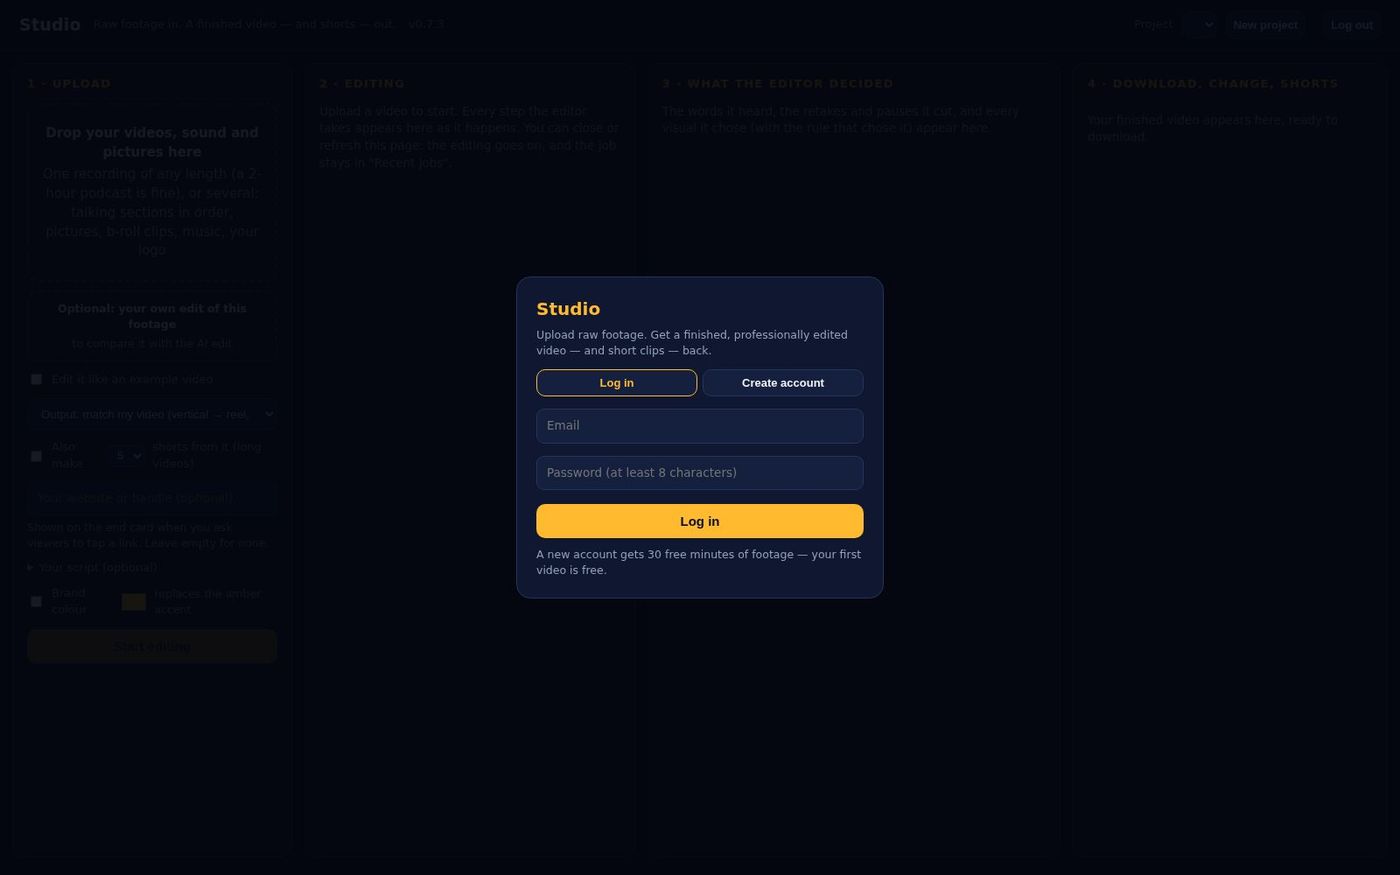 Studio
Raw footage in. A finished video — and shorts — out.
v0.7.3
Project
New project
Log out
1 · UPLOAD
Drop your videos, sound and
pictures here
One recording of any length (a 2-
hour podcast is fine), or several:
talking sections in order,
pictures, b-roll clips, music, your
logo
Optional: your own edit of this
footage
to compare it with the AI edit
Edit it like an example video
Output: match my video (vertical → reel,
Also
make
5
shorts from it (long
videos)
Your website or handle (optional)
Shown on the end card when you ask
viewers to tap a link. Leave empty for none.
Your script (optional)
Brand
colour
replaces the amber
accent
Start editing
2 · EDITING
Upload a video to start. Every step the editor
takes appears here as it happens. You can close or
refresh this page: the editing goes on, and the job
stays in "Recent jobs".
3 · WHAT THE EDITOR DECIDED
The words it heard, the retakes and pauses it cut, and every
visual it chose (with the rule that chose it) appear here.
4 · DOWNLOAD, CHANGE, SHORTS
Your finished video appears here, ready to
download.
Studio
Upload raw footage. Get a finished, professionally edited
video — and short clips — back.
Log in
Create account
Email
Password (at least 8 characters)
Log in
A new account gets 30 free minutes of footage — your first
video is free.